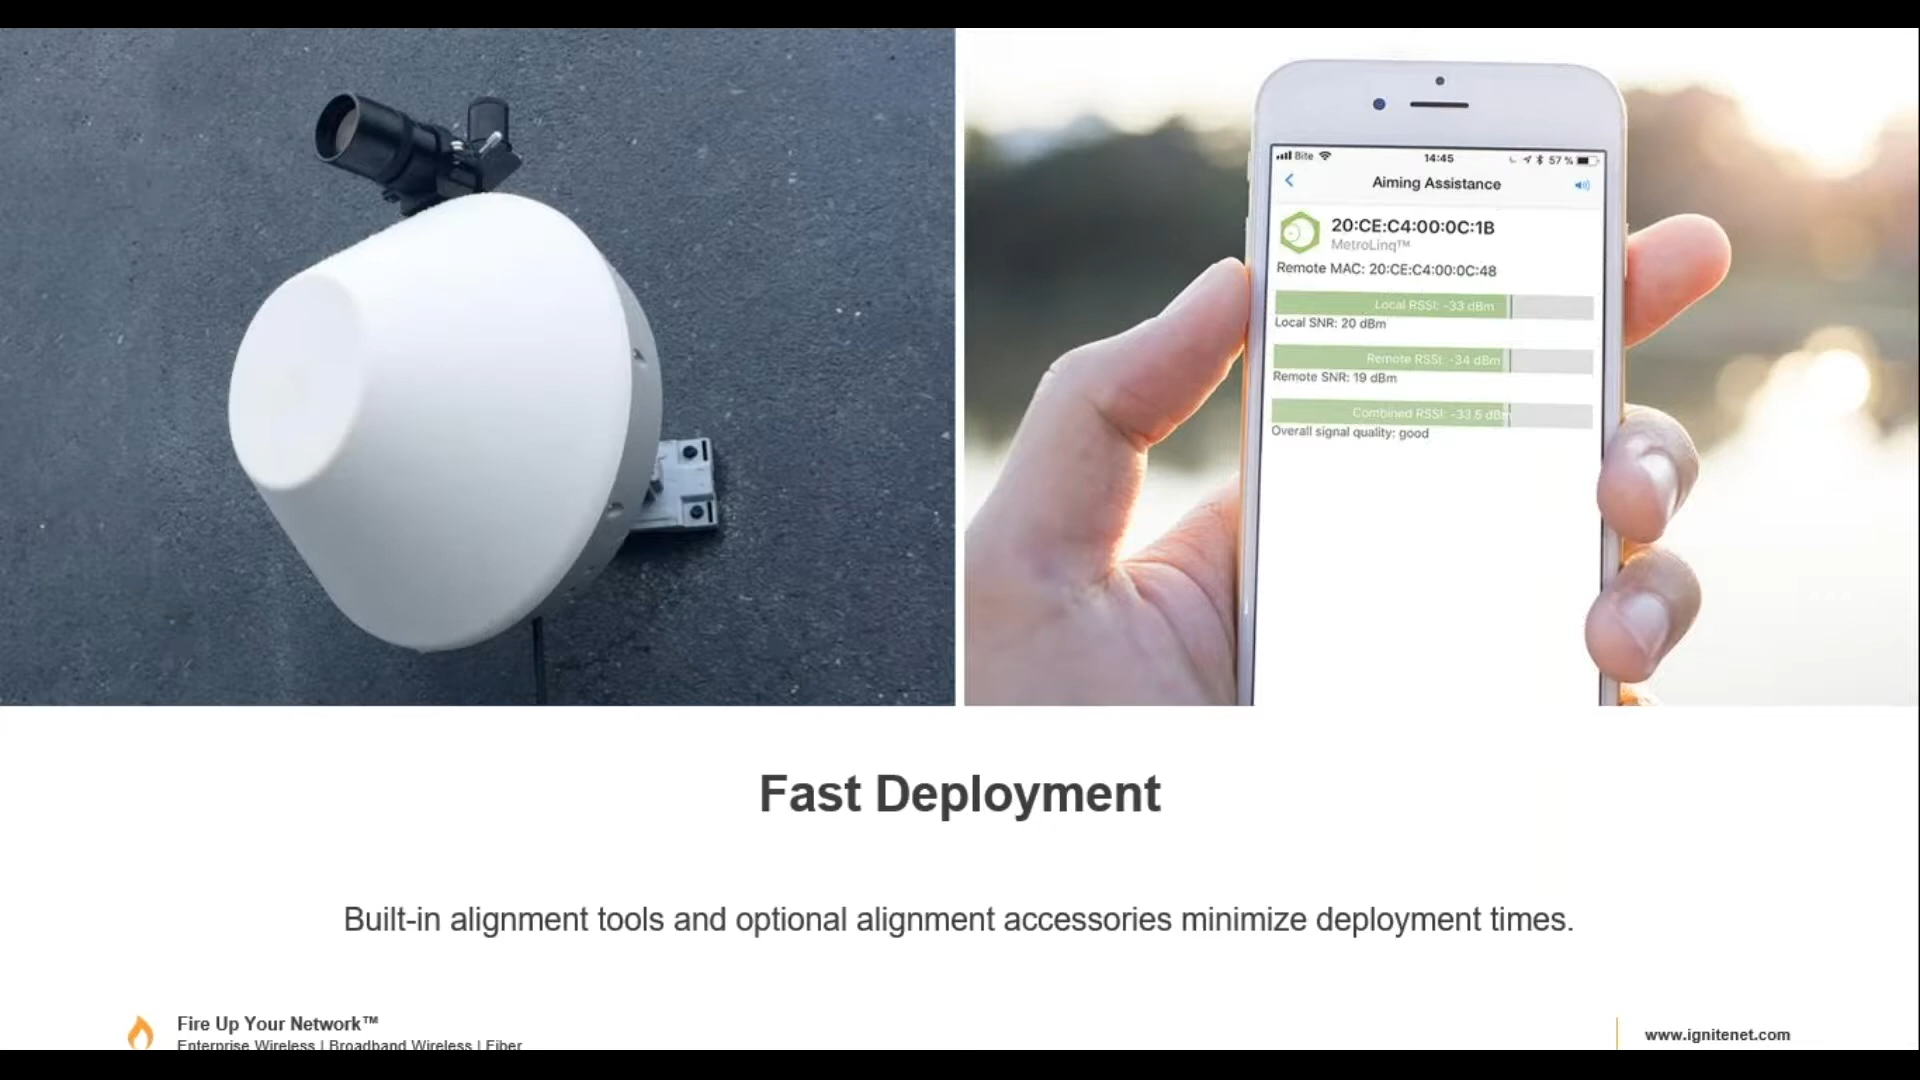 Bite
14:45
57 %
Aiming Assistance
20:CE:C4:00:0C:1B
MetroLinq™
Remote MAC: 20:CE:C4:00:0C:48
Local RSSI: -33 dBm
Local SNR: 20 dBm
Remote RSSI: -34 dBm
Remote SNR: 19 dBm
Combined RSSI: -33.5 dBm
Overall signal quality: good
Fast Deployment
Built-in alignment tools and optional alignment accessories minimize deployment times.
Fire Up Your Network™
Enterprise Wireless | Broadband Wireless | Fiber
www.ignitenet.com